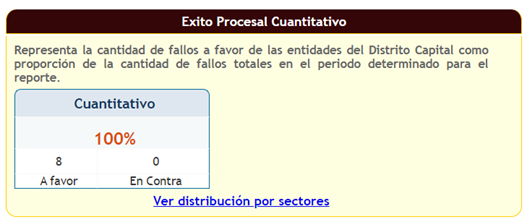 Exito Procesal Cuantitativo
Representa la cantidad de fallos a favor de las entidades del Distrito Capital como
proporción de la cantidad de fallos totales en el periodo determinado para el
reporte.
Cuantitativo
100%
8 0
A favor En Contra
Ver distribución por sectores